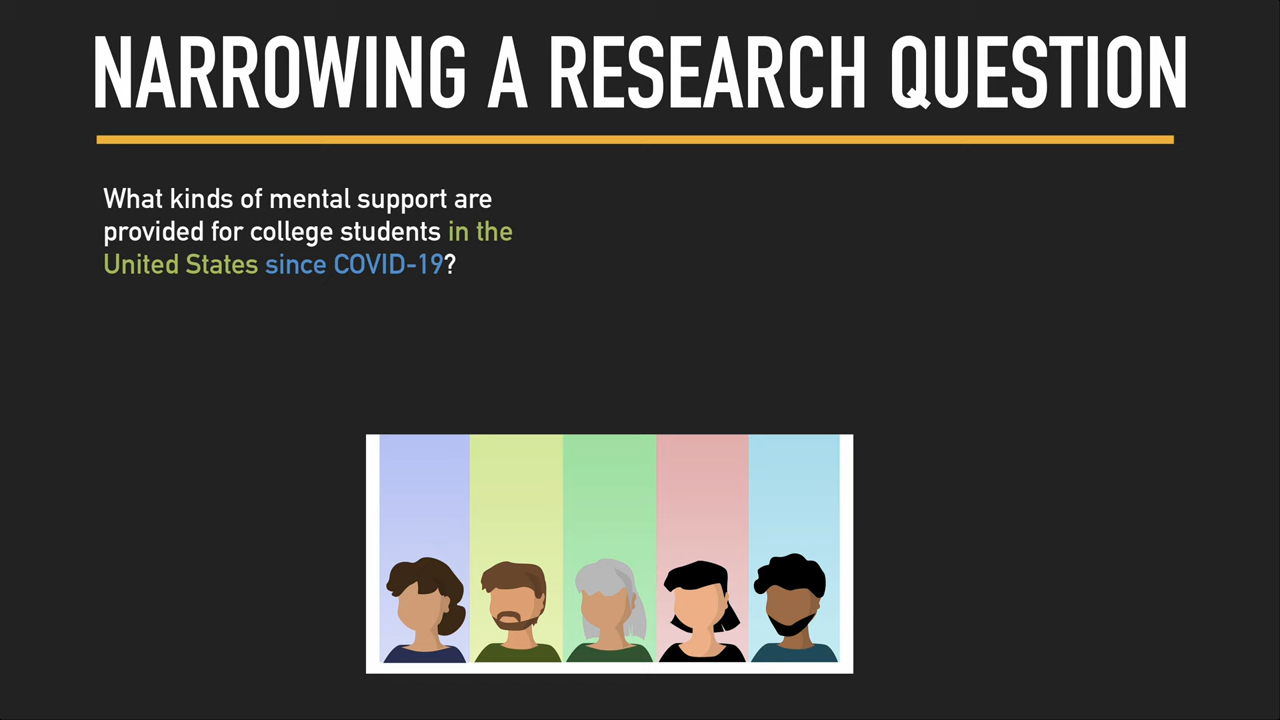 NARROWING A RESEARCH QUESTION
What kinds of mental support are
provided for college students in the
United States since COVID-19?